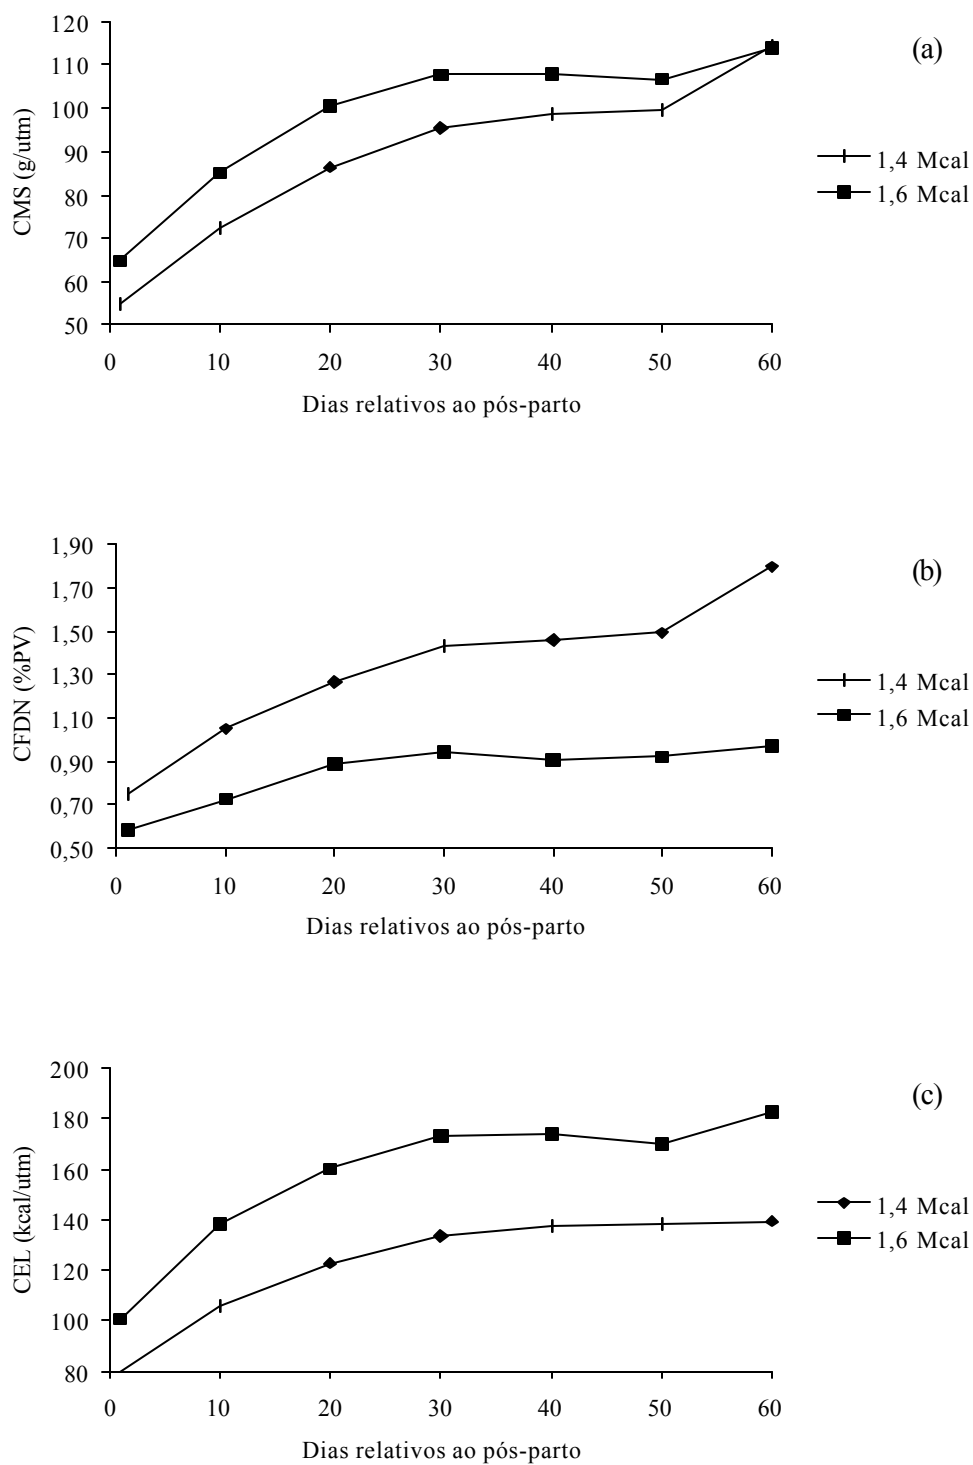 120
110
100
90
80
70
60
50
CMS (g/utm)
0 10 20 30 40 50 60
Dias relativos ao pós-parto
(a)
1,4 Mcal
1,6 Mcal
1,90
1,70
1,50
1,30
1,10
0,90
0,70
0,50
CFDN (%PV)
0 10 20 30 40 50 60
Dias relativos ao pós-parto
(b)
1,4 Mcal
1,6 Mcal
200
180
160
140
120
100
80
CEL (kcal/utm)
0 10 20 30 40 50 60
Dias relativos ao pós-parto
(c)
1,4 Mcal
1,6 Mcal